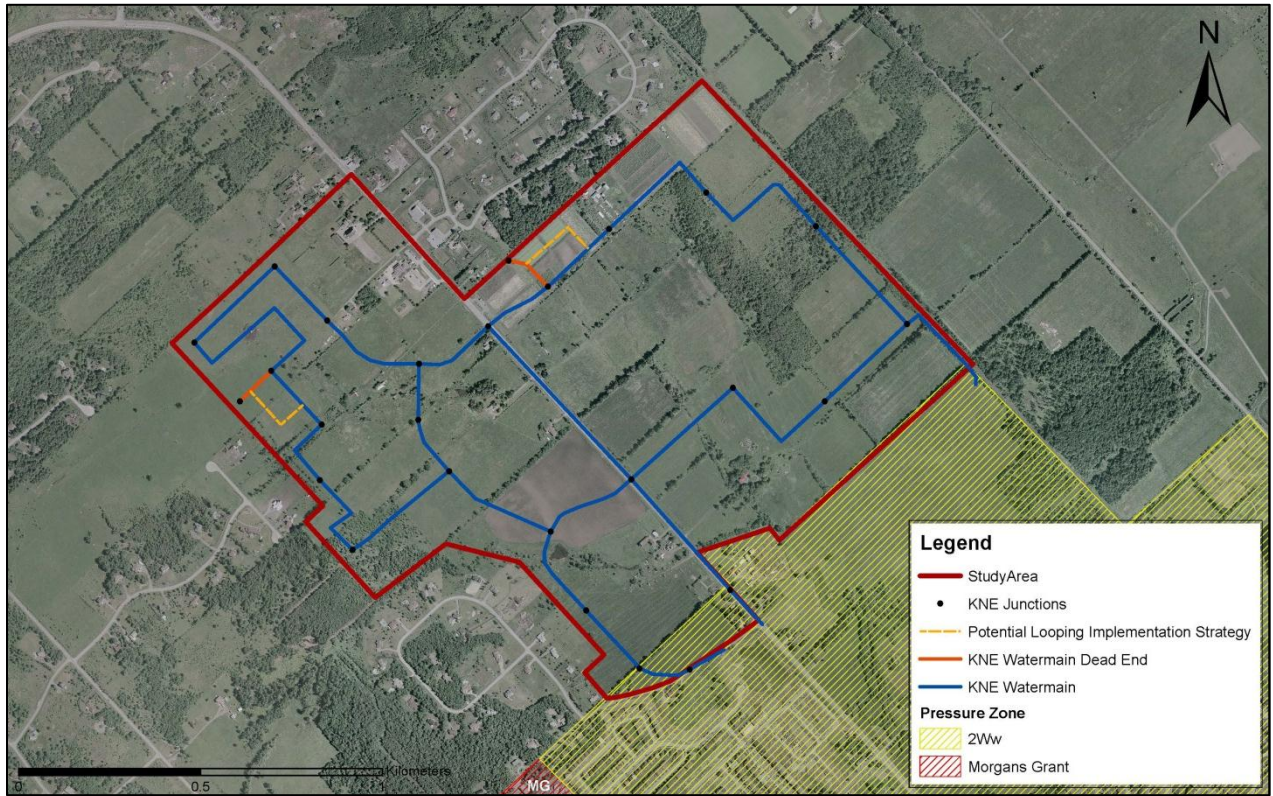 N
Legend
StudyArea
KNE Junctions
Potential Looping Implementation Strategy
KNE Watermain Dead End
KNE Watermain
Pressure Zone
2Ww
Morgans Grant
Kilometers
0 0.5 1
MG